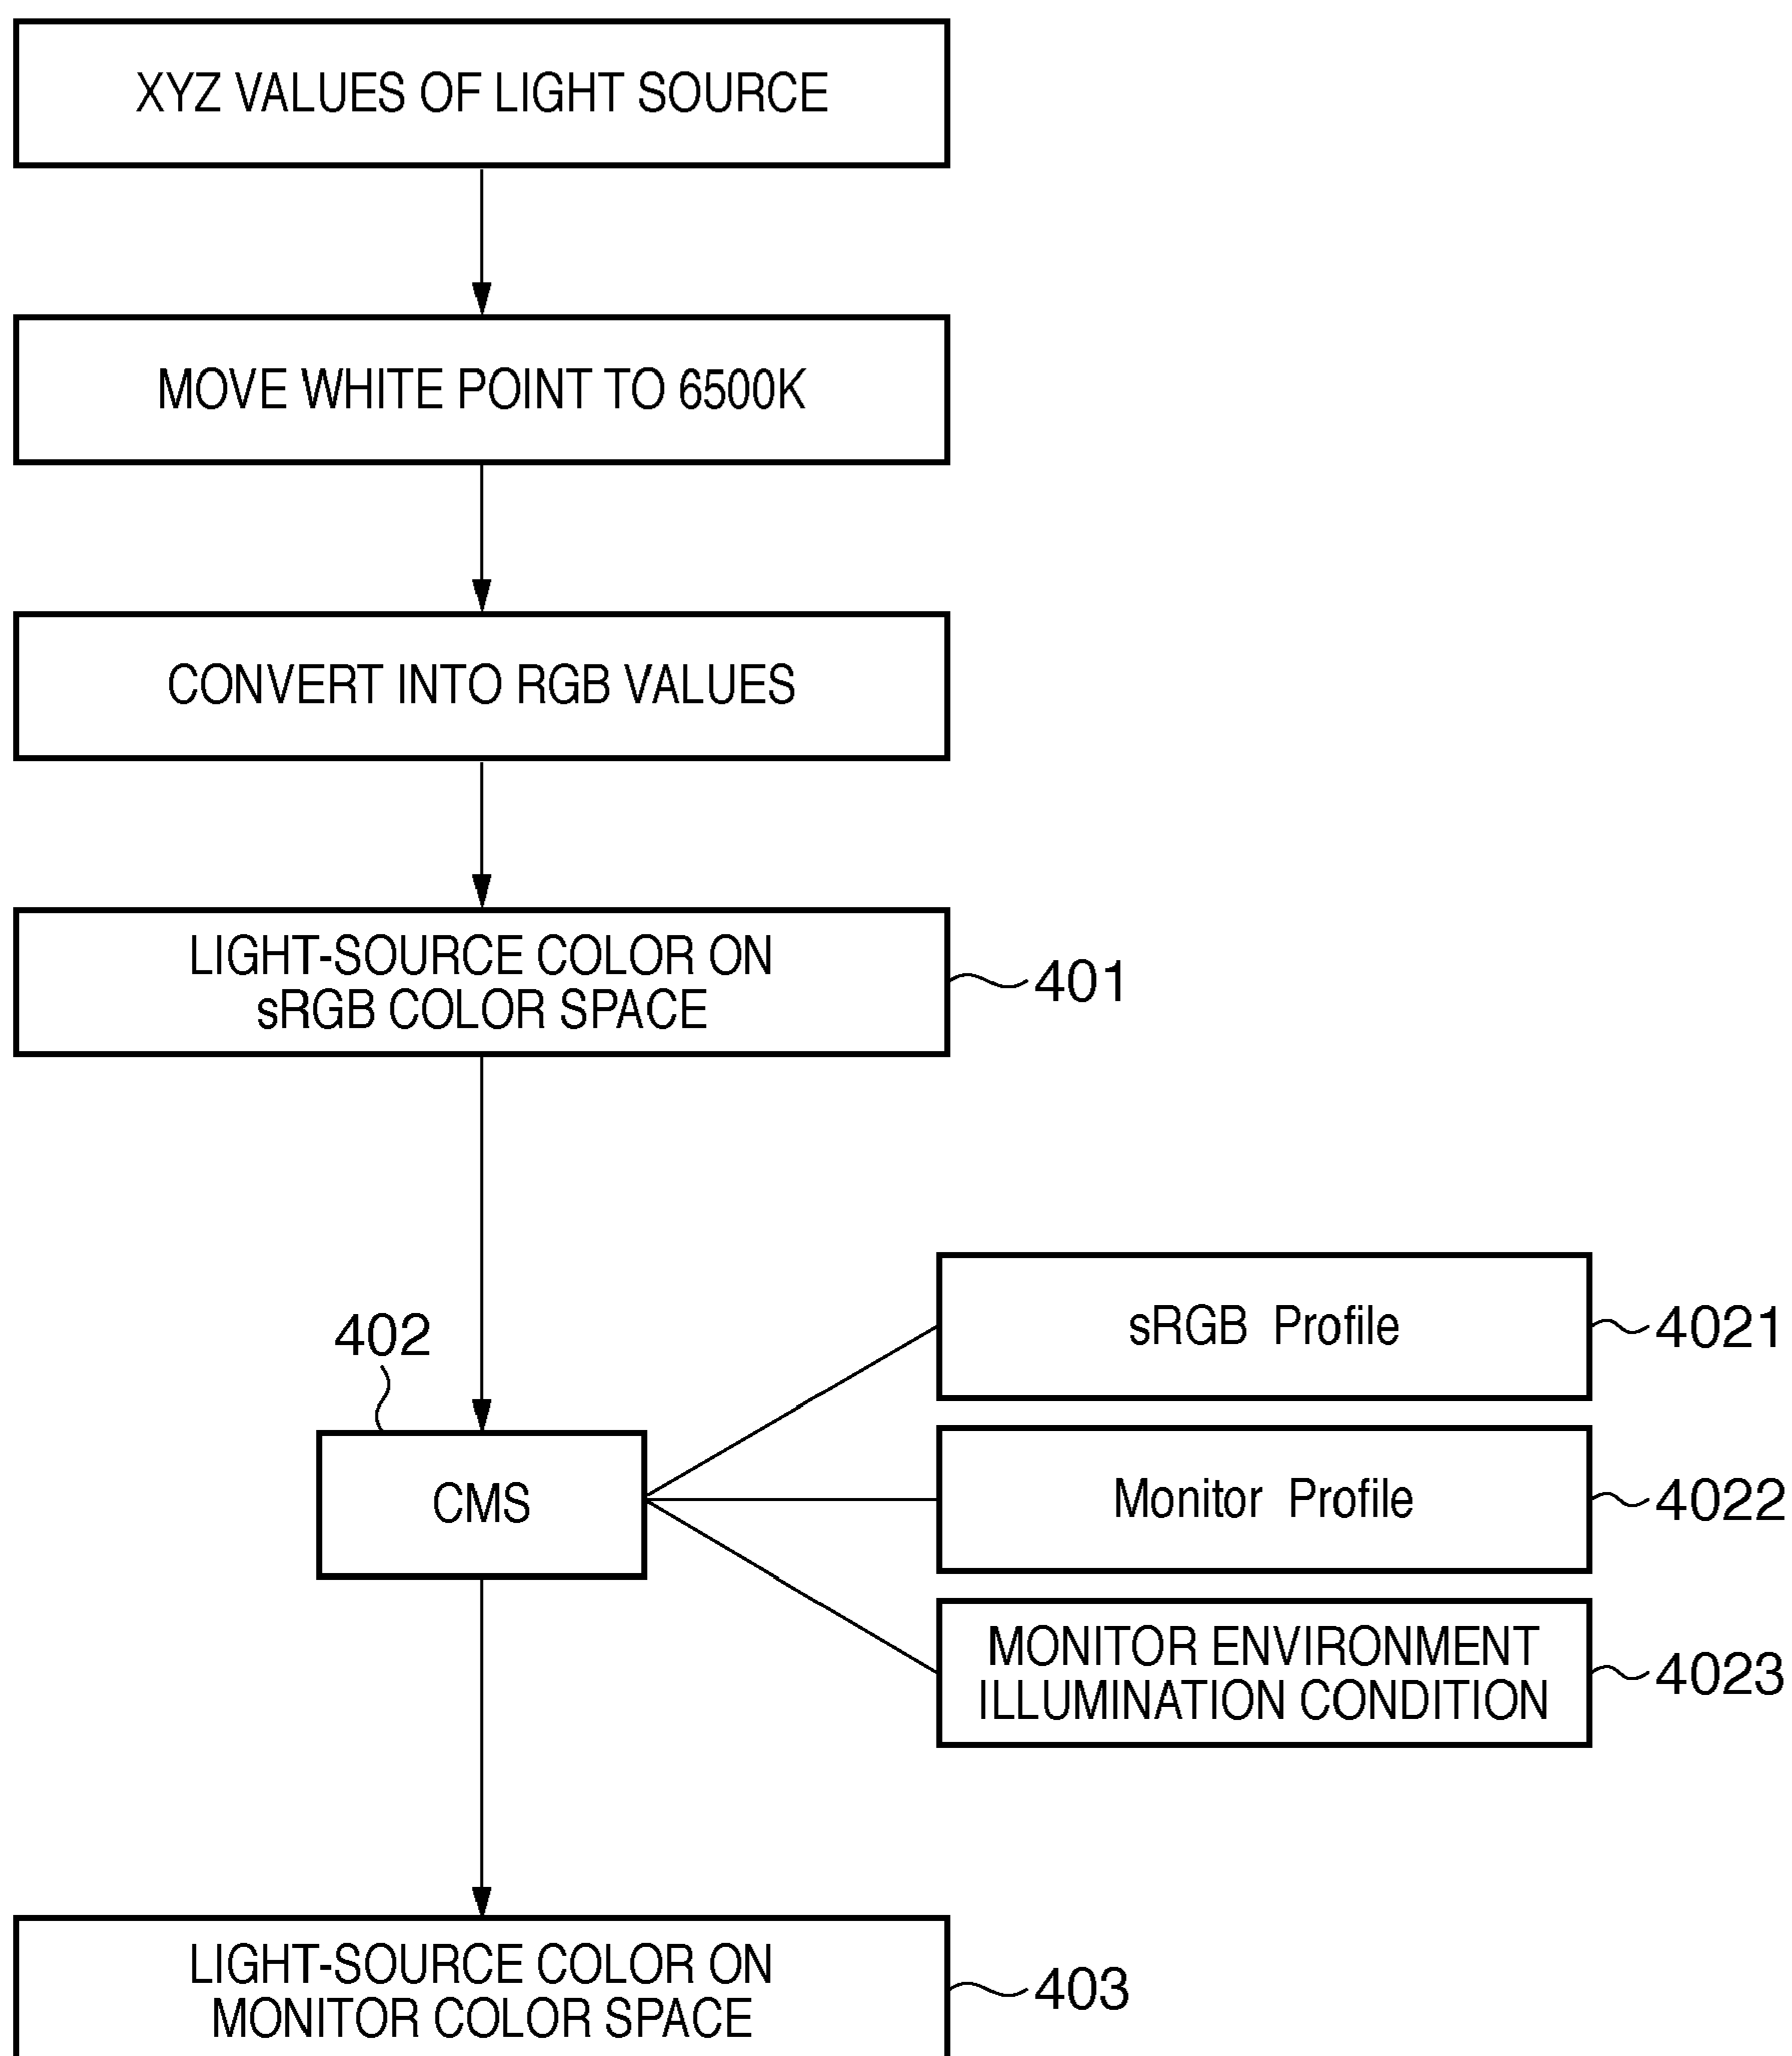 XYZ VALUES OF LIGHT SOURCE
MOVE WHITE POINT TO 6500K
CONVERT INTO RGB VALUES
LIGHT-SOURCE COLOR ON
sRGB COLOR SPACE
401
402
CMS
sRGB Profile
4021
Monitor Profile
4022
MONITOR ENVIRONMENT
ILLUMINATION CONDITION
4023
LIGHT-SOURCE COLOR ON
MONITOR COLOR SPACE
403